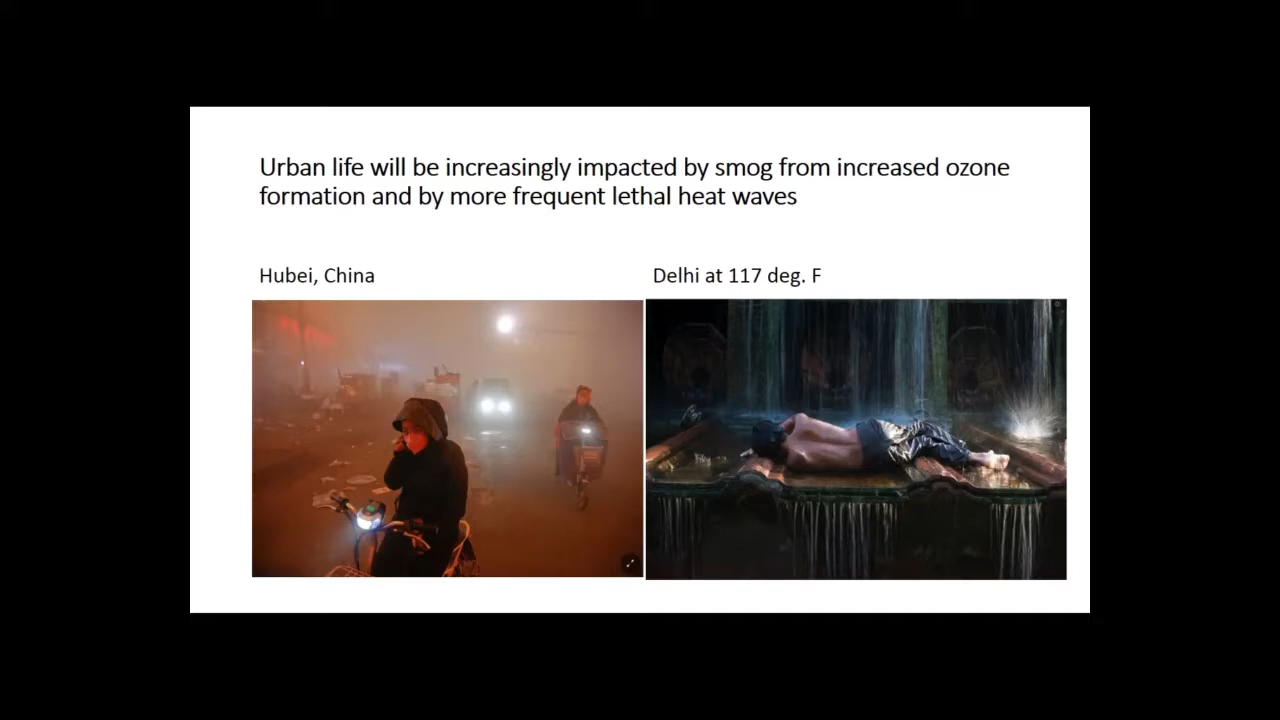 Urban life will be increasingly impacted by smog from increased ozone
formation and by more frequent lethal heat waves
Hubei, China
Delhi at 117 deg. F